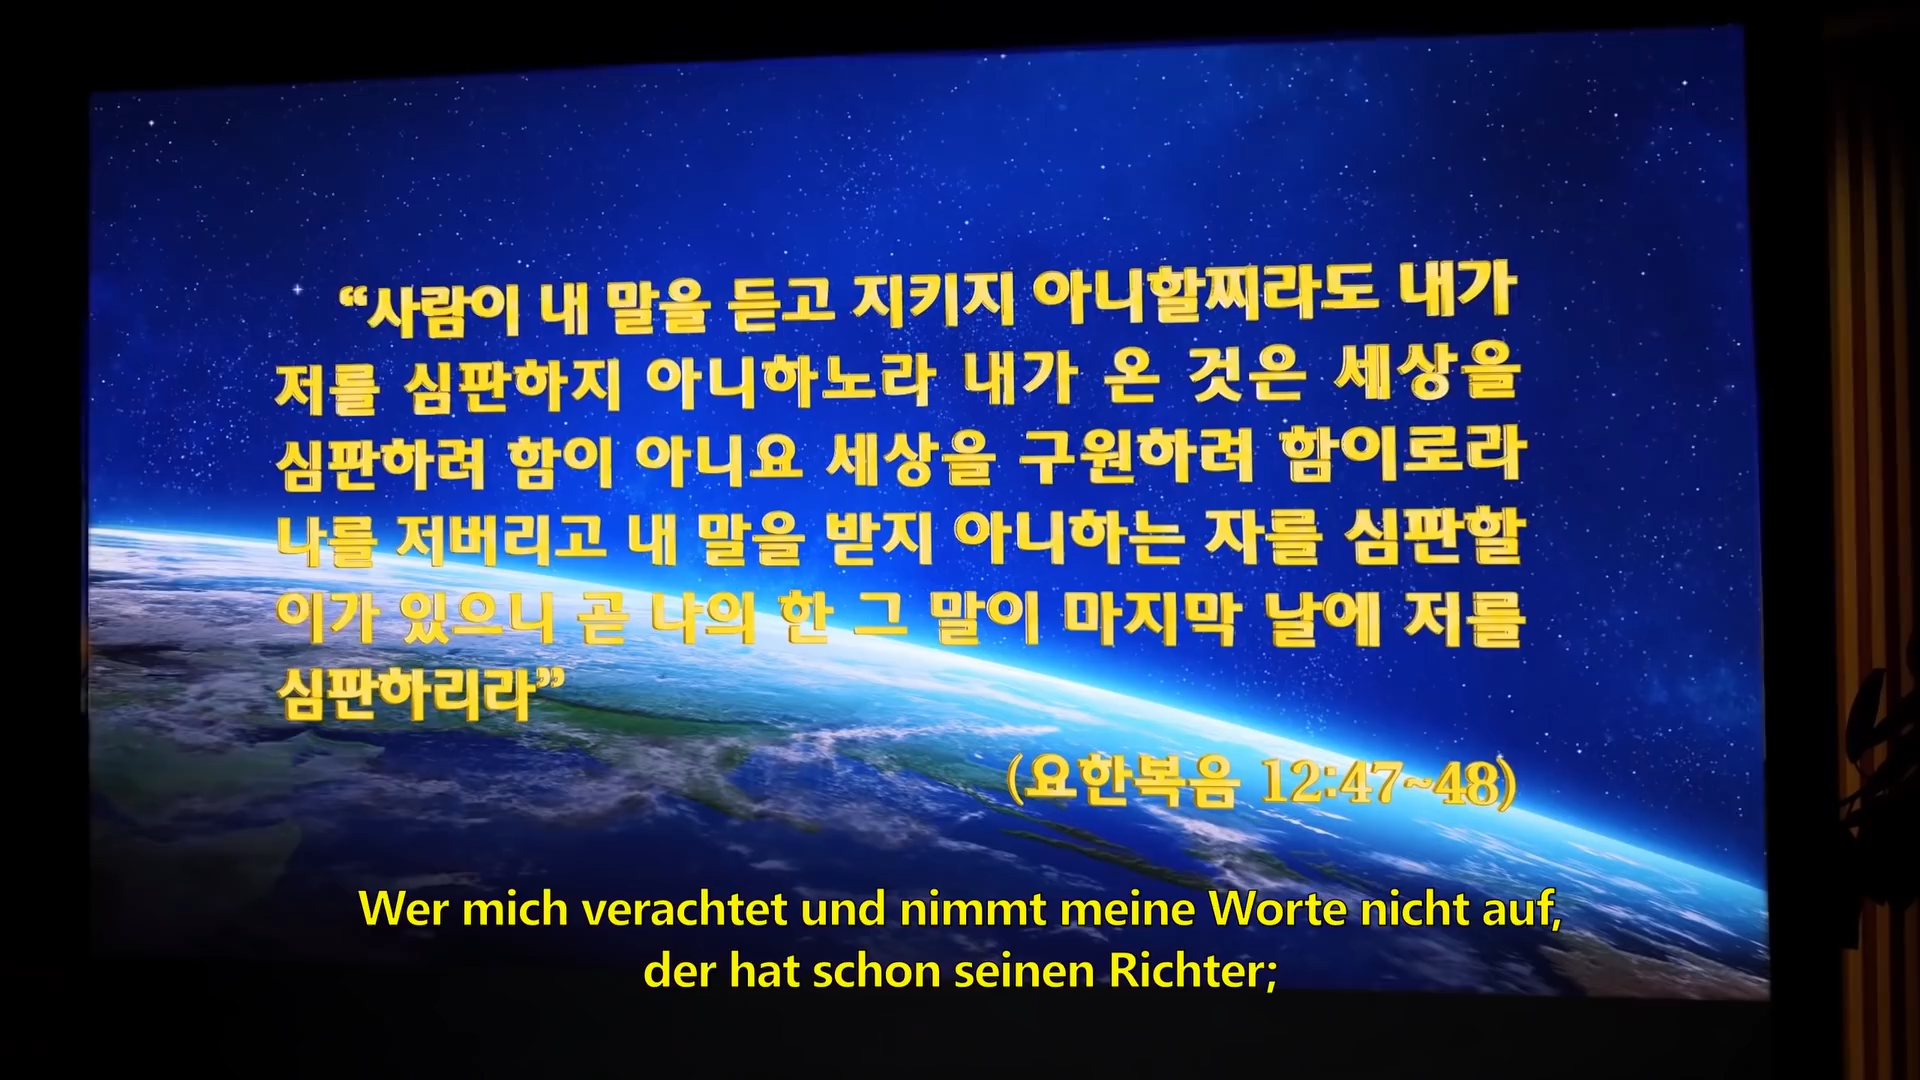 “사람이 내 말을 듣고 지키지 아니할찌라도 내가
저를 심판하지 아니하노라 내가 온 것은 세상을
심판하려 함이 아니요 세상을 구원하려 함이로라
나를 저버리고 내 말을 받지 아니하는 자를 심판할
이가 있으니 곧 나의 한 그 말이 마지막 날에 저를
심판하리라”
(요한복음 12:47~48)
Wer mich verachtet und nimmt meine Worte nicht auf,
der hat schon seinen Richter;